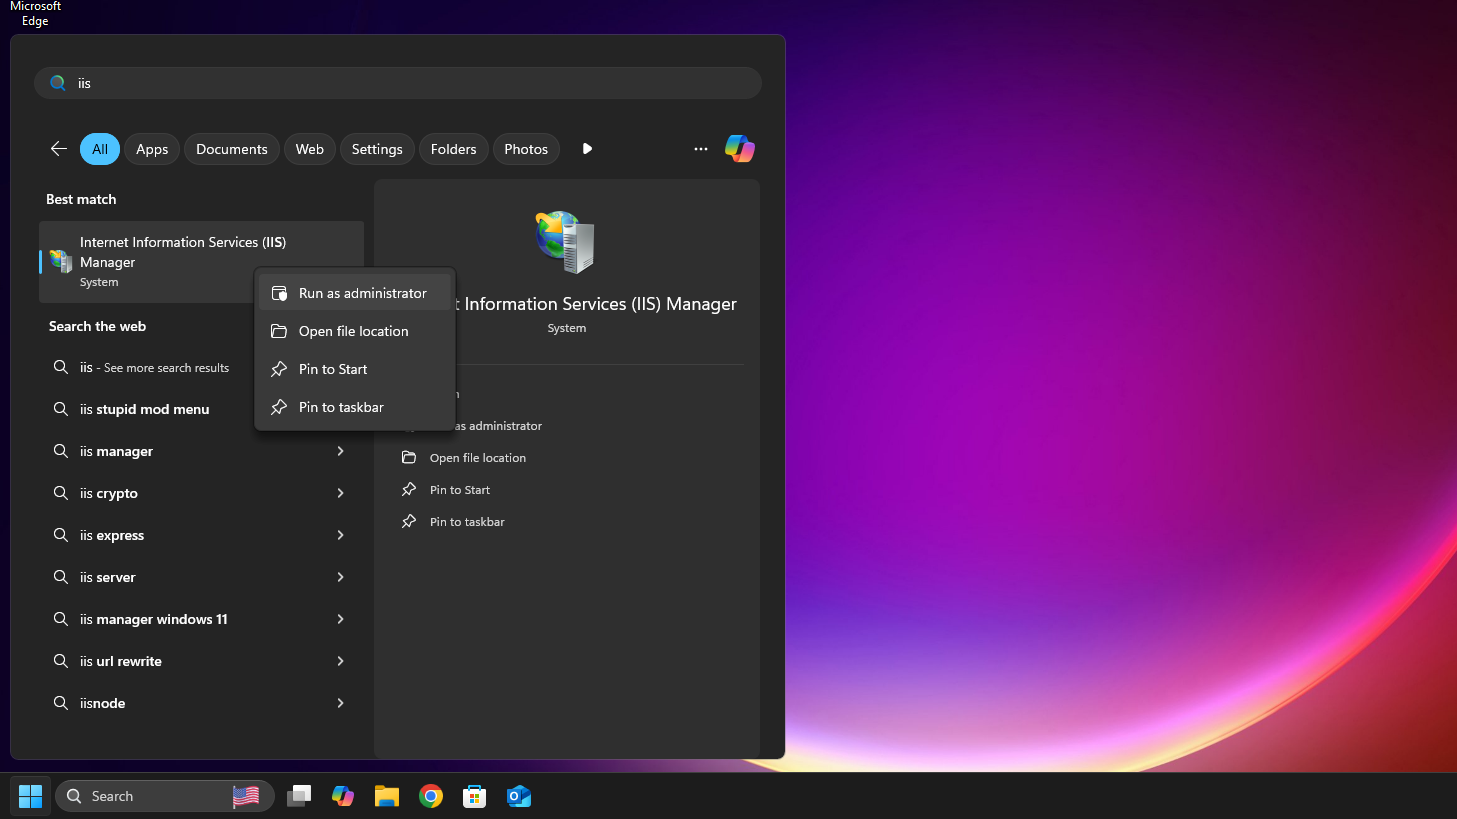 Microsoft
Edge
iis
All
Apps
Documents
Web
Settings
Folders
Photos
Best match
Internet Information Services (IIS)
Manager
System
Search the web
iis - See more search results
iis stupid mod menu
iis manager
iis crypto
iis express
iis server
iis manager windows 11
iis url rewrite
iisnode
Run as administrator
Open file location
Pin to Start
Pin to taskbar
Information Services (IIS) Manager
System
as administrator
Open file location
Pin to Start
Pin to taskbar
Search